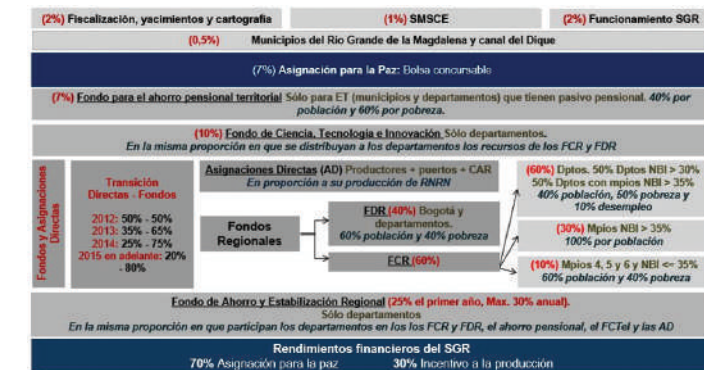 (2%) Fiscalización, yacimientos y cartografía
(1%) SMSCE
(2%) Funcionamiento SGR
(0,5%) Municipios del Río Grande de la Magdalena y canal del Dique
(7%) Asignación para la Paz: Bolsa concursable
(7%) Fondo para el ahorro pensional territorial Sólo para ET (municipios y departamentos) que tienen pasivo pensional. 40% por
población y 60% por pobreza.
(10%) Fondo de Ciencia, Tecnología e Innovación Sólo departamentos.
En la misma proporción en que se distribuyan a los departamentos los recursos de los FCR y FDR
Fondos y Asignaciones
Directas
Transición
Directas - Fondos
2012: 50% - 50%
2013: 35% - 65%
2014: 25% - 75%
2015 en adelante: 20%
- 80%
Asignaciones Directas (AD) Productores + puertos + CAR
En proporción a su producción de RNRN
Fondos
Regionales
FDR (40%) Bogotá y
departamentos.
60% población y 40% pobreza
FCR (60%)
(60%) Dptos. 50% Dptos NBI > 30%
50% Dptos con mpios NBI > 35%
40% población, 50% pobreza y
10% desempleo
(30%) Mpios NBI > 35%
100% por población
(10%) Mpios 4, 5 y 6 y NBI <= 35%
60% población y 40% pobreza
Fondo de Ahorro y Estabilización Regional (25% el primer año, Max. 30% anual).
Sólo departamentos
En la misma proporción en que participan los departamentos en los los FCR y FDR, el ahorro pensional, el FCTeI y las AD
Rendimientos financieros del SGR
70% Asignación para la paz 30% Incentivo a la producción